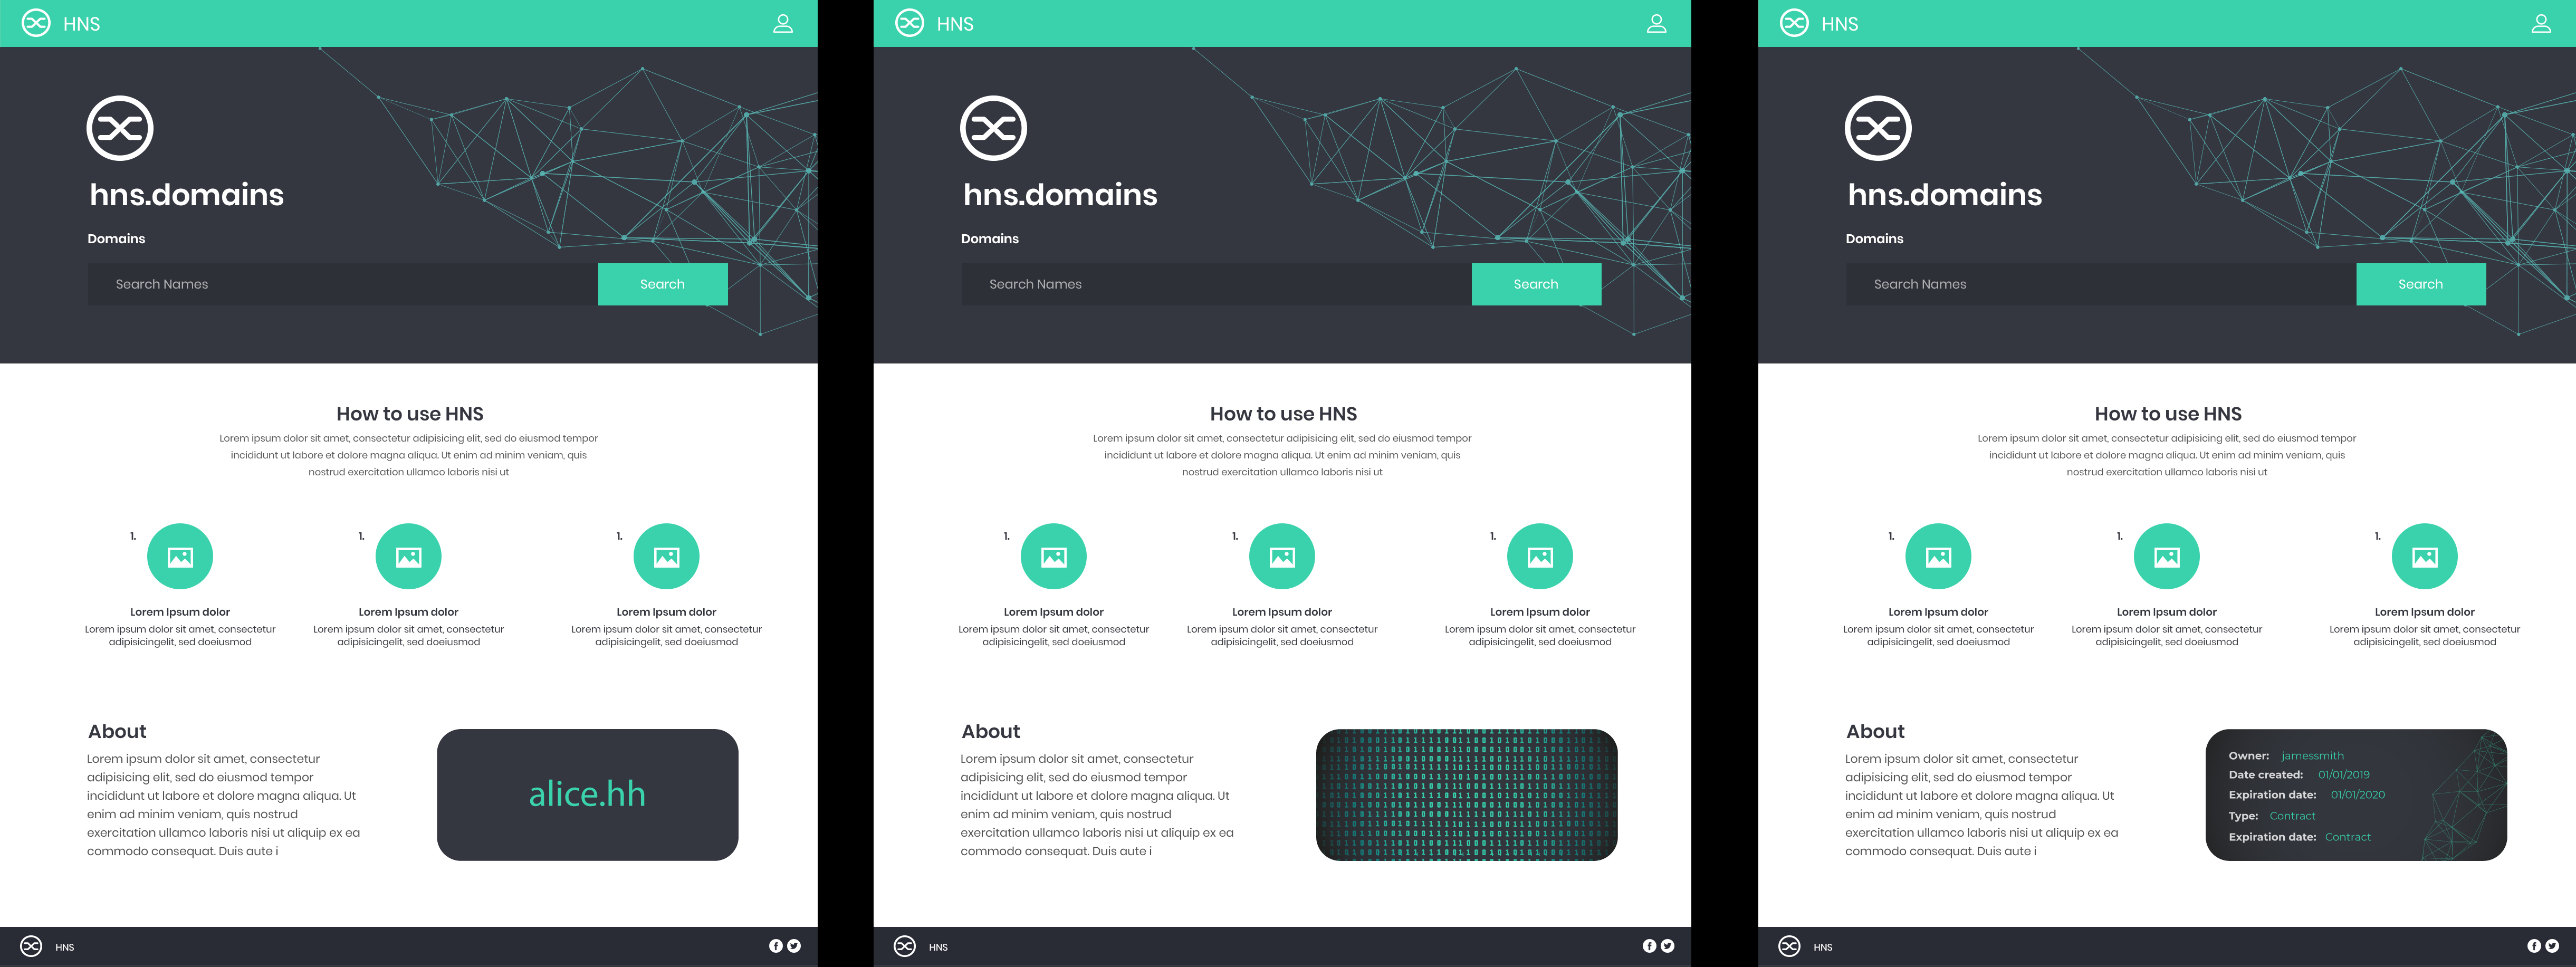 HNS
hns.domains
Domains
Search Names
Search
How to use HNS
Lorem ipsum dolor sit amet, consectetur adipisicing elit, sed do eiusmod tempor
incididunt ut labore et dolore magna aliqua. Ut enim ad minim veniam, quis
nostrud exercitation ullamco laboris nisi ut
1.
Lorem Ipsum dolor
Lorem ipsum dolor sit amet, consectetur
adipisicingelit, sed doeiusmod
1.
Lorem Ipsum dolor
Lorem ipsum dolor sit amet, consectetur
adipisicingelit, sed doeiusmod
1.
Lorem Ipsum dolor
Lorem ipsum dolor sit amet, consectetur
adipisicingelit, sed doeiusmod
About
Lorem ipsum dolor sit amet, consectetur
adipisicing elit, sed do eiusmod tempor
incididunt ut labore et dolore magna aliqua. Ut
enim ad minim veniam, quis nostrud
exercitation ullamco laboris nisi ut aliquip ex ea
commodo consequat. Duis aute i
alice.hh
HNS
HNS
hns.domains
Domains
Search Names
Search
How to use HNS
Lorem ipsum dolor sit amet, consectetur adipisicing elit, sed do eiusmod tempor
incididunt ut labore et dolore magna aliqua. Ut enim ad minim veniam, quis
nostrud exercitation ullamco laboris nisi ut
1.
Lorem Ipsum dolor
Lorem ipsum dolor sit amet, consectetur
adipisicingelit, sed doeiusmod
1.
Lorem Ipsum dolor
Lorem ipsum dolor sit amet, consectetur
adipisicingelit, sed doeiusmod
1.
Lorem Ipsum dolor
Lorem ipsum dolor sit amet, consectetur
adipisicingelit, sed doeiusmod
About
Lorem ipsum dolor sit amet, consectetur
adipisicing elit, sed do eiusmod tempor
incididunt ut labore et dolore magna aliqua. Ut
enim ad minim veniam, quis nostrud
exercitation ullamco laboris nisi ut aliquip ex ea
commodo consequat. Duis aute i
HNS
HNS
hns.domains
Domains
Search Names
Search
How to use HNS
Lorem ipsum dolor sit amet, consectetur adipisicing elit, sed do eiusmod tempor
incididunt ut labore et dolore magna aliqua. Ut enim ad minim veniam, quis
nostrud exercitation ullamco laboris nisi ut
1.
Lorem Ipsum dolor
Lorem ipsum dolor sit amet, consectetur
adipisicingelit, sed doeiusmod
1.
Lorem Ipsum dolor
Lorem ipsum dolor sit amet, consectetur
adipisicingelit, sed doeiusmod
1.
Lorem Ipsum dolor
Lorem ipsum dolor sit amet, consectetur
adipisicingelit, sed doeiusmod
About
Lorem ipsum dolor sit amet, consectetur
adipisicing elit, sed do eiusmod tempor
incididunt ut labore et dolore magna aliqua. Ut
enim ad minim veniam, quis nostrud
exercitation ullamco laboris nisi ut aliquip ex ea
commodo consequat. Duis aute i
Owner: jamessmith
Date created: 01/01/2019
Expiration date: 01/01/2020
Type: Contract
Expiration date: Contract
HNS